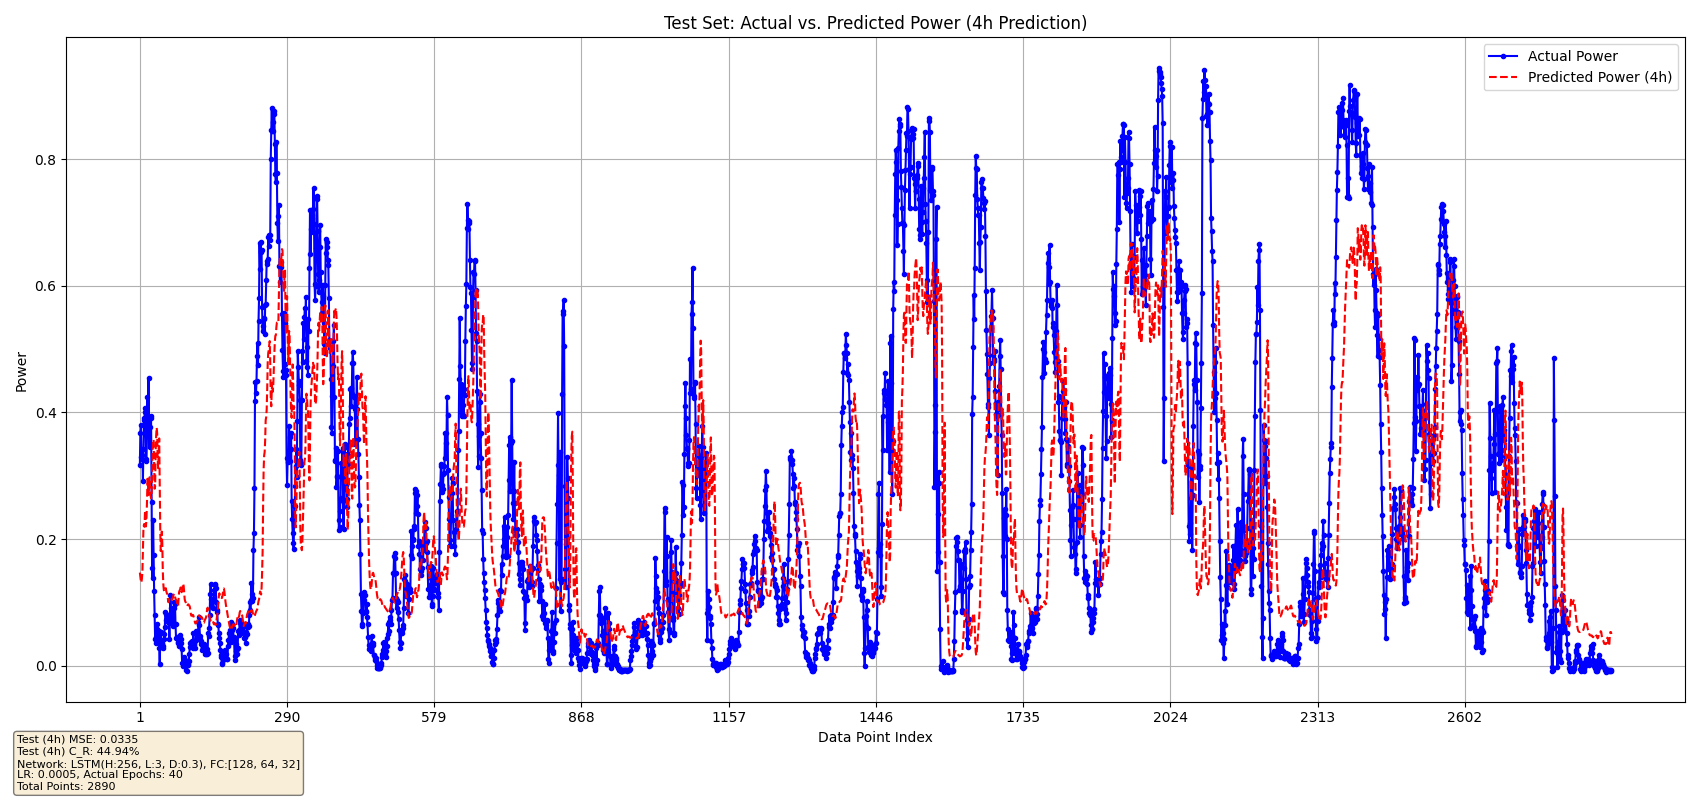 Test Set: Actual vs. Predicted Power (4h Prediction)
Actual Power
Predicted Power (4h)
Power
0.8
0.6
0.4
0.2
0.0
1 290 579 868 1157 1446 1735 2024 2313 2602
Data Point Index
Test (4h) MSE: 0.0335
Test (4h) C_R: 44.94%
Network: LSTM(H:256, L:3, D:0.3), FC:[128, 64, 32]
LR: 0.0005, Actual Epochs: 40
Total Points: 2890